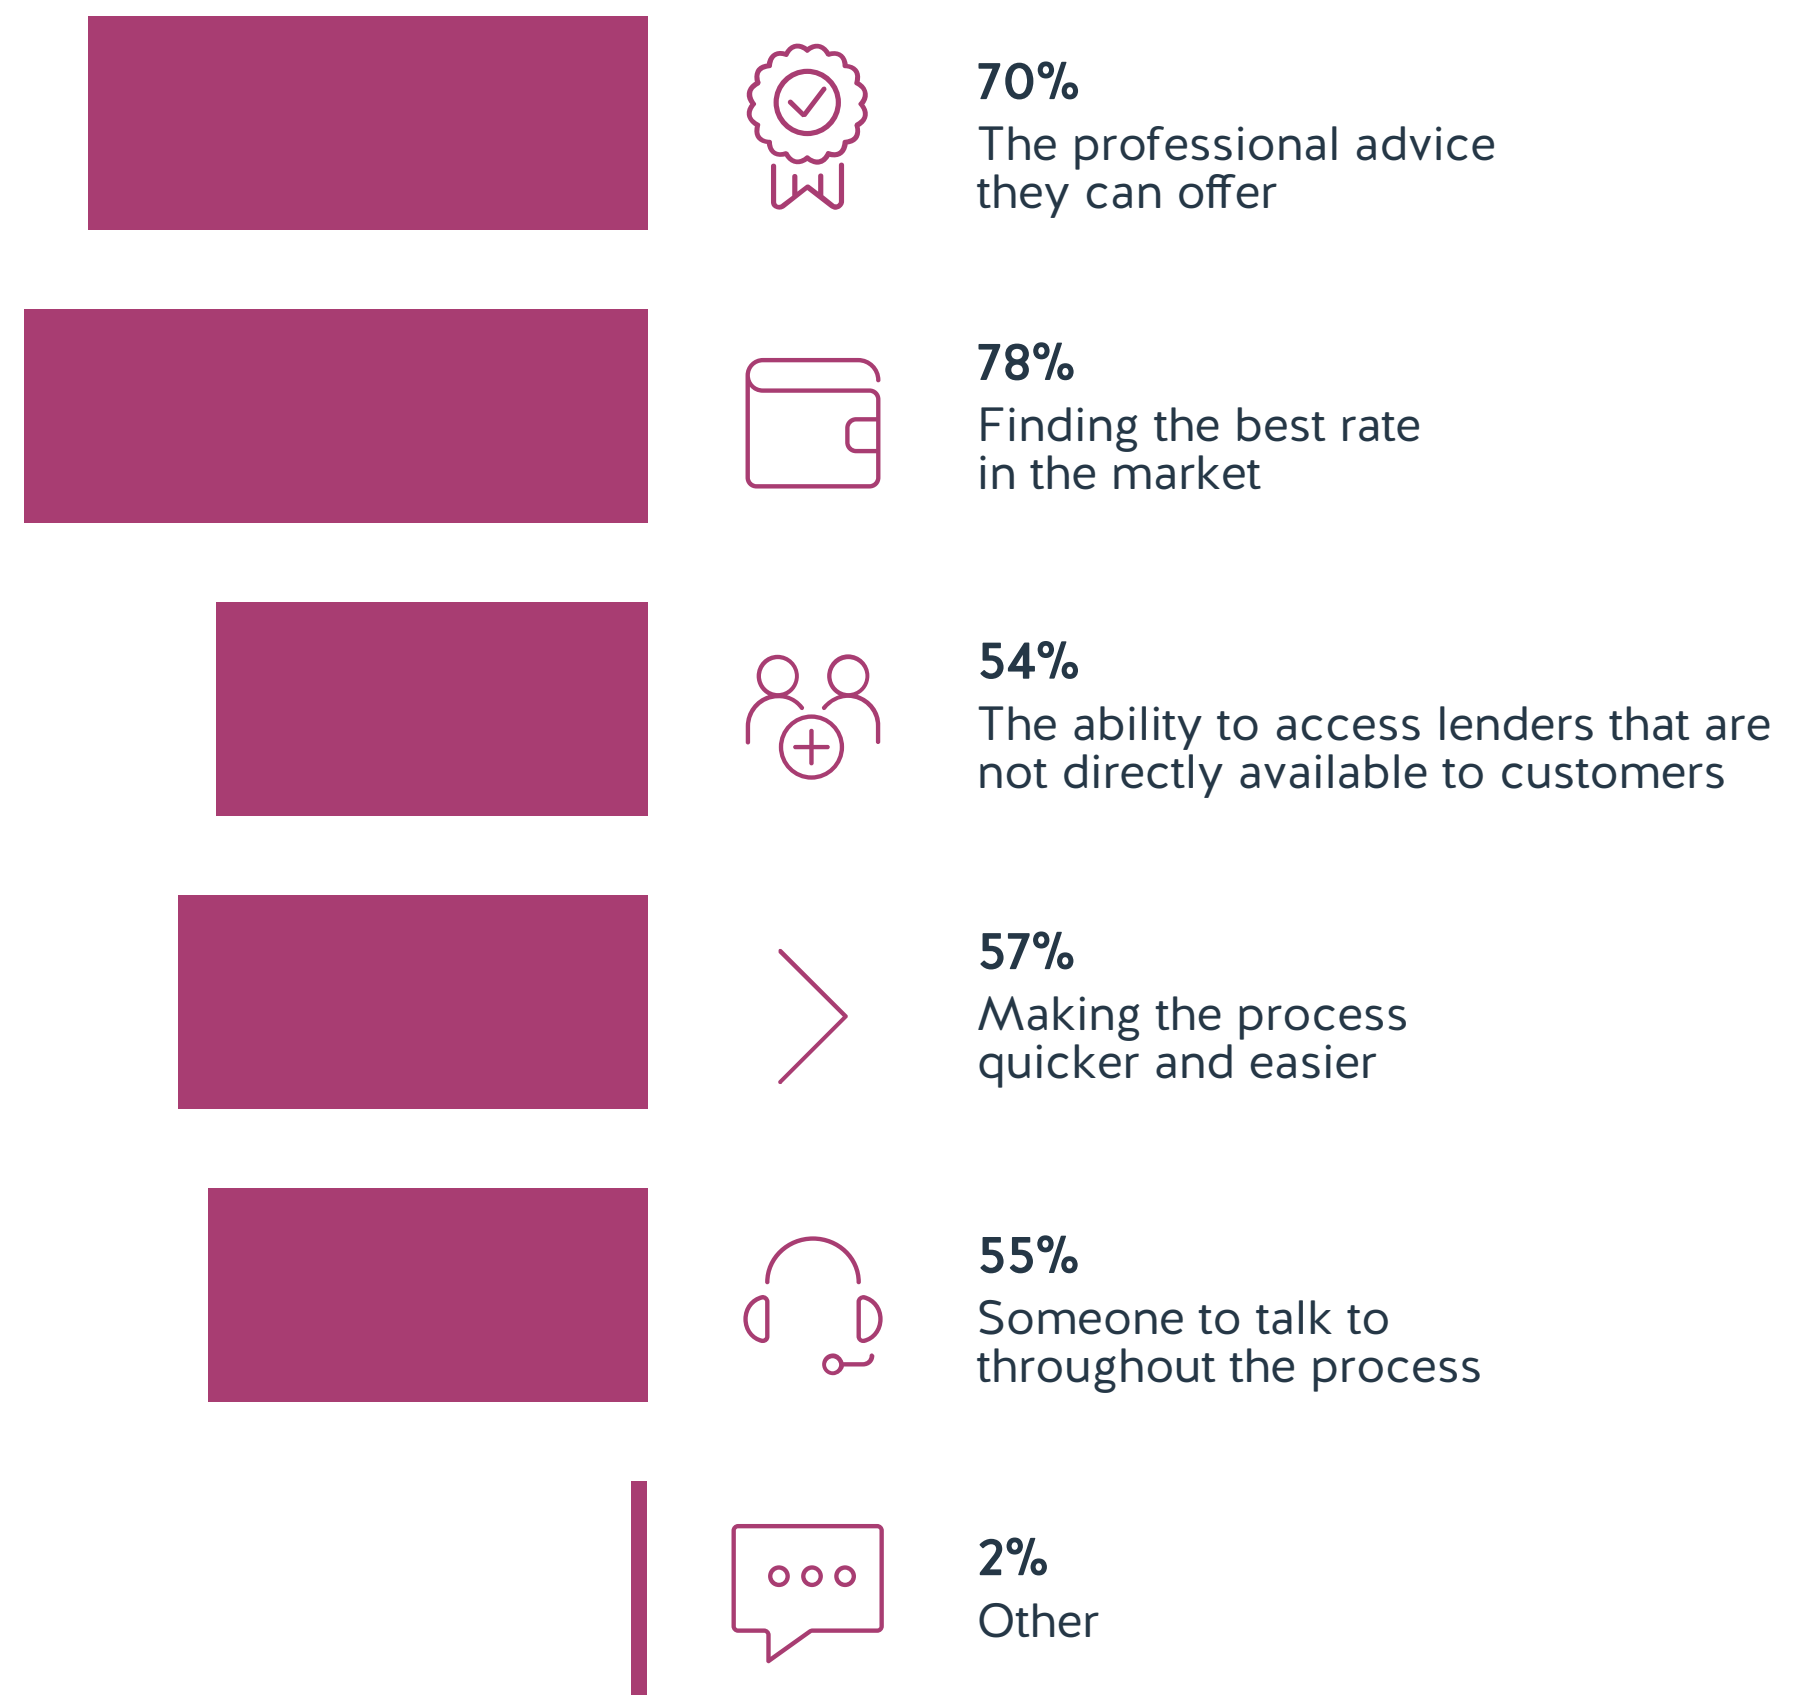 70%
The professional advice
they can offer
78%
Finding the best rate
in the market
54%
The ability to access lenders that are
not directly available to customers
57%
Making the process
quicker and easier
55%
Someone to talk to
throughout the process
2%
Other